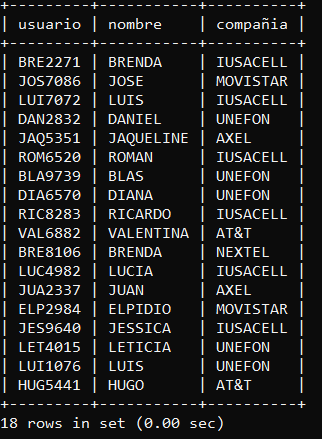 +---------+-----------+----------+
| usuario | nombre    | compañia |
+---------+-----------+----------+
| BRE2271 | BRENDA    | IUSACELL |
| JOS7086 | JOSE      | MOVISTAR |
| LUI7072 | LUIS      | IUSACELL |
| DAN2832 | DANIEL    | UNEFON   |
| JAQ5351 | JAQUELINE | AXEL     |
| ROM6520 | ROMAN     | IUSACELL |
| BLA9739 | BLAS      | UNEFON   |
| DIA6570 | DIANA     | UNEFON   |
| RIC8283 | RICARDO   | IUSACELL |
| VAL6882 | VALENTINA | AT&T     |
| BRE8106 | BRENDA    | NEXTEL   |
| LUC4982 | LUCIA     | IUSACELL |
| JUA2337 | JUAN      | AXEL     |
| ELP2984 | ELPIDIO   | MOVISTAR |
| JES9640 | JESSICA   | IUSACELL |
| LET4015 | LETICIA   | UNEFON   |
| LUI1076 | LUIS      | UNEFON   |
| HUG5441 | HUGO      | AT&T     |
+---------+-----------+----------+
18 rows in set (0.00 sec)